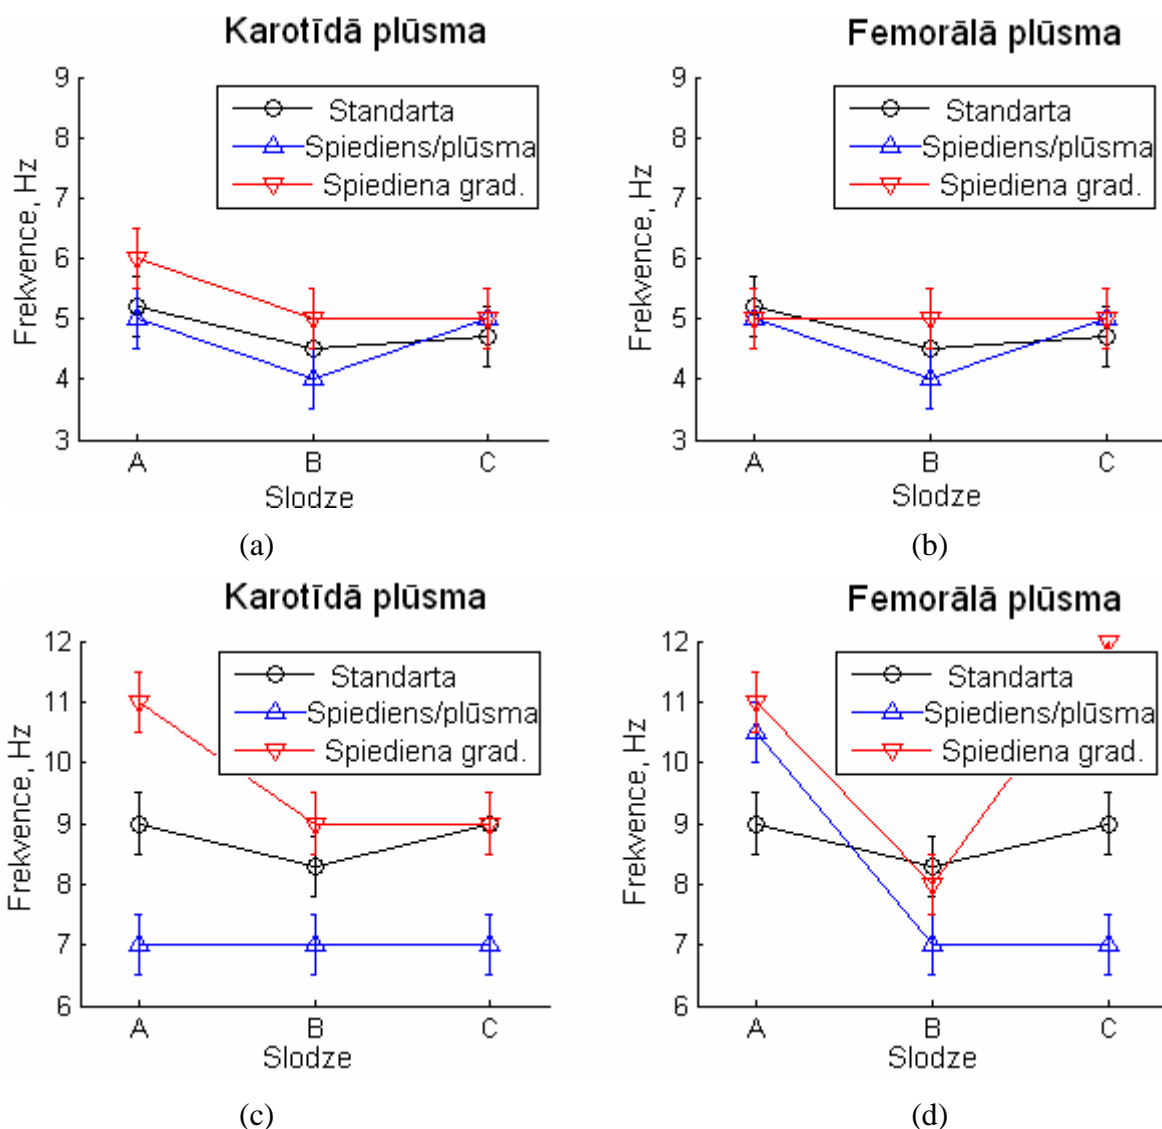 Karotīdā plūsma
9
8
7
6
5
4
3
Frekvence, Hz
Standarta
Spiediens/plūsma
Spiediena grad.
A B C
Slodze
(a)
Femorālā plūsma
9
8
7
6
5
4
3
Frekvence, Hz
Standarta
Spiediens/plūsma
Spiediena grad.
A B C
Slodze
(b)
Karotīdā plūsma
12
11
10
9
8
7
6
Frekvence, Hz
Standarta
Spiediens/plūsma
Spiediena grad.
A B C
Slodze
(c)
Femorālā plūsma
12
11
10
9
8
7
6
Frekvence, Hz
Standarta
Spiediens/plūsma
Spiediena grad.
A B C
Slodze
(d)